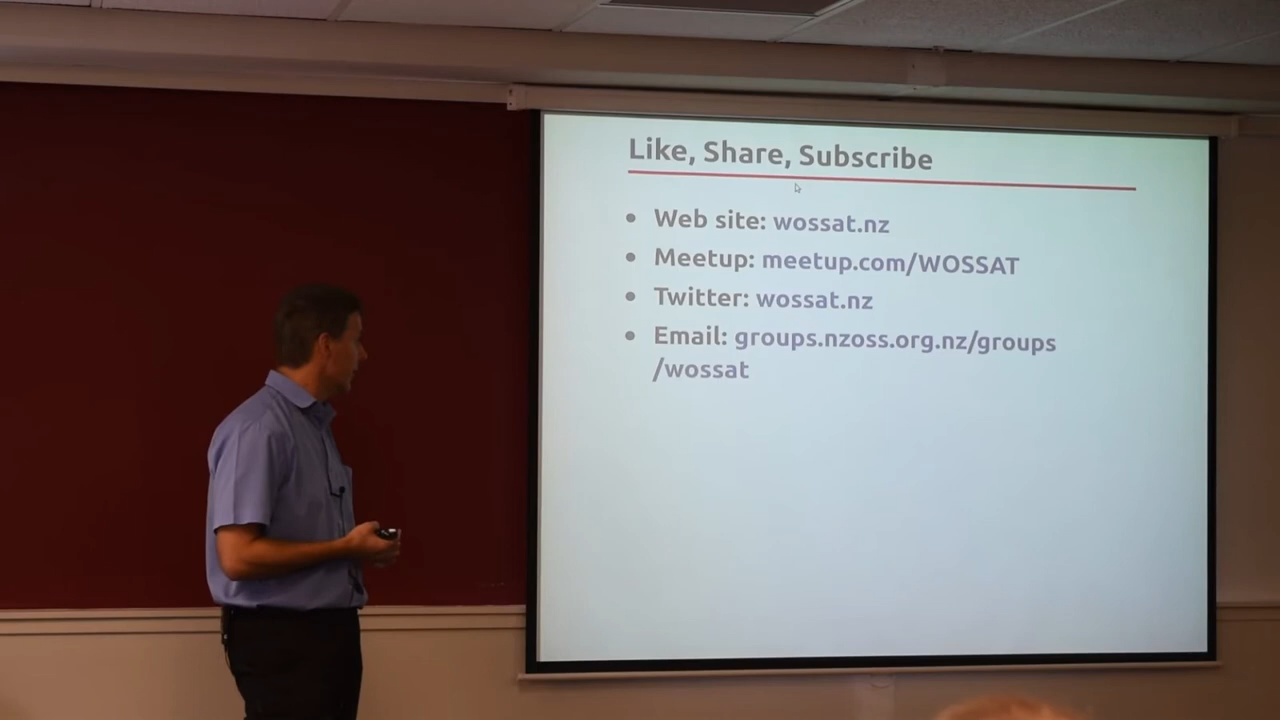 Like, Share, Subscribe
• Web site: wossat.nz
• Meetup: meetup.com/WOSSAT
• Twitter: wossat.nz
• Email: groups.nzoss.org.nz/groups
/wossat